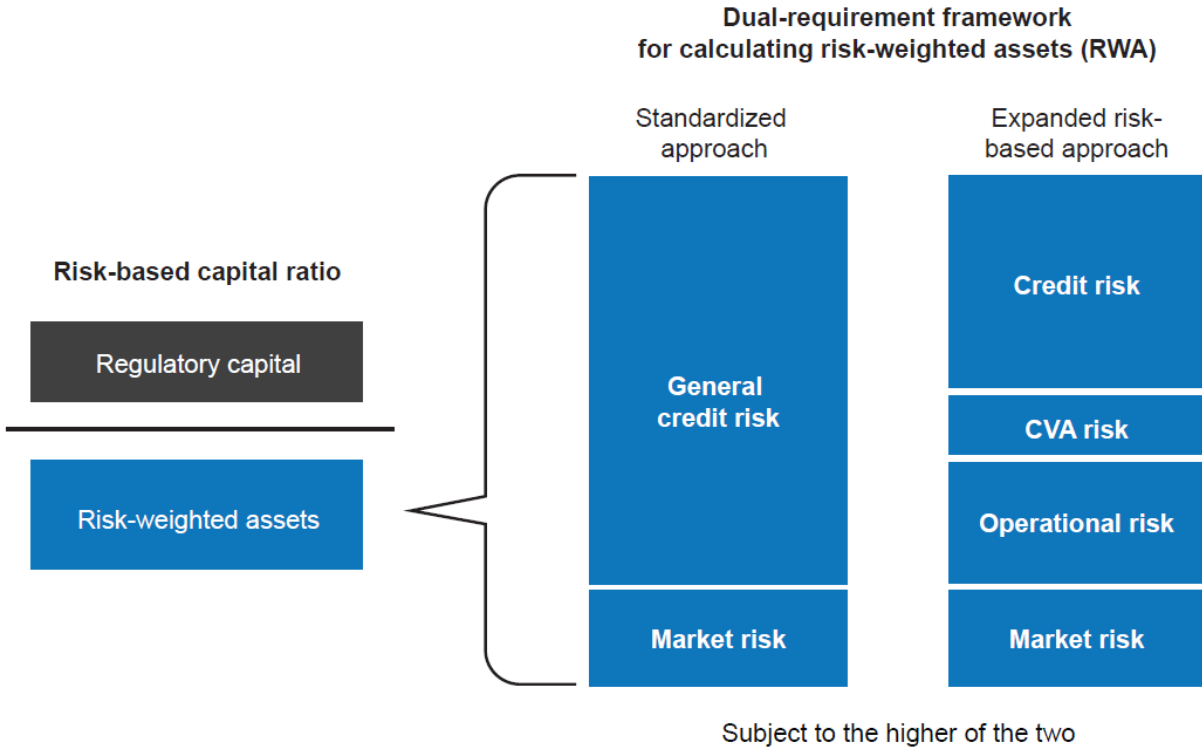 Dual-requirement framework
for calculating risk-weighted assets (RWA)
Standardized
approach
Expanded risk-
based approach
Risk-based capital ratio
Regulatory capital
Risk-weighted assets
General
credit risk
Market risk
Credit risk
CVA risk
Operational risk
Market risk
Subject to the higher of the two